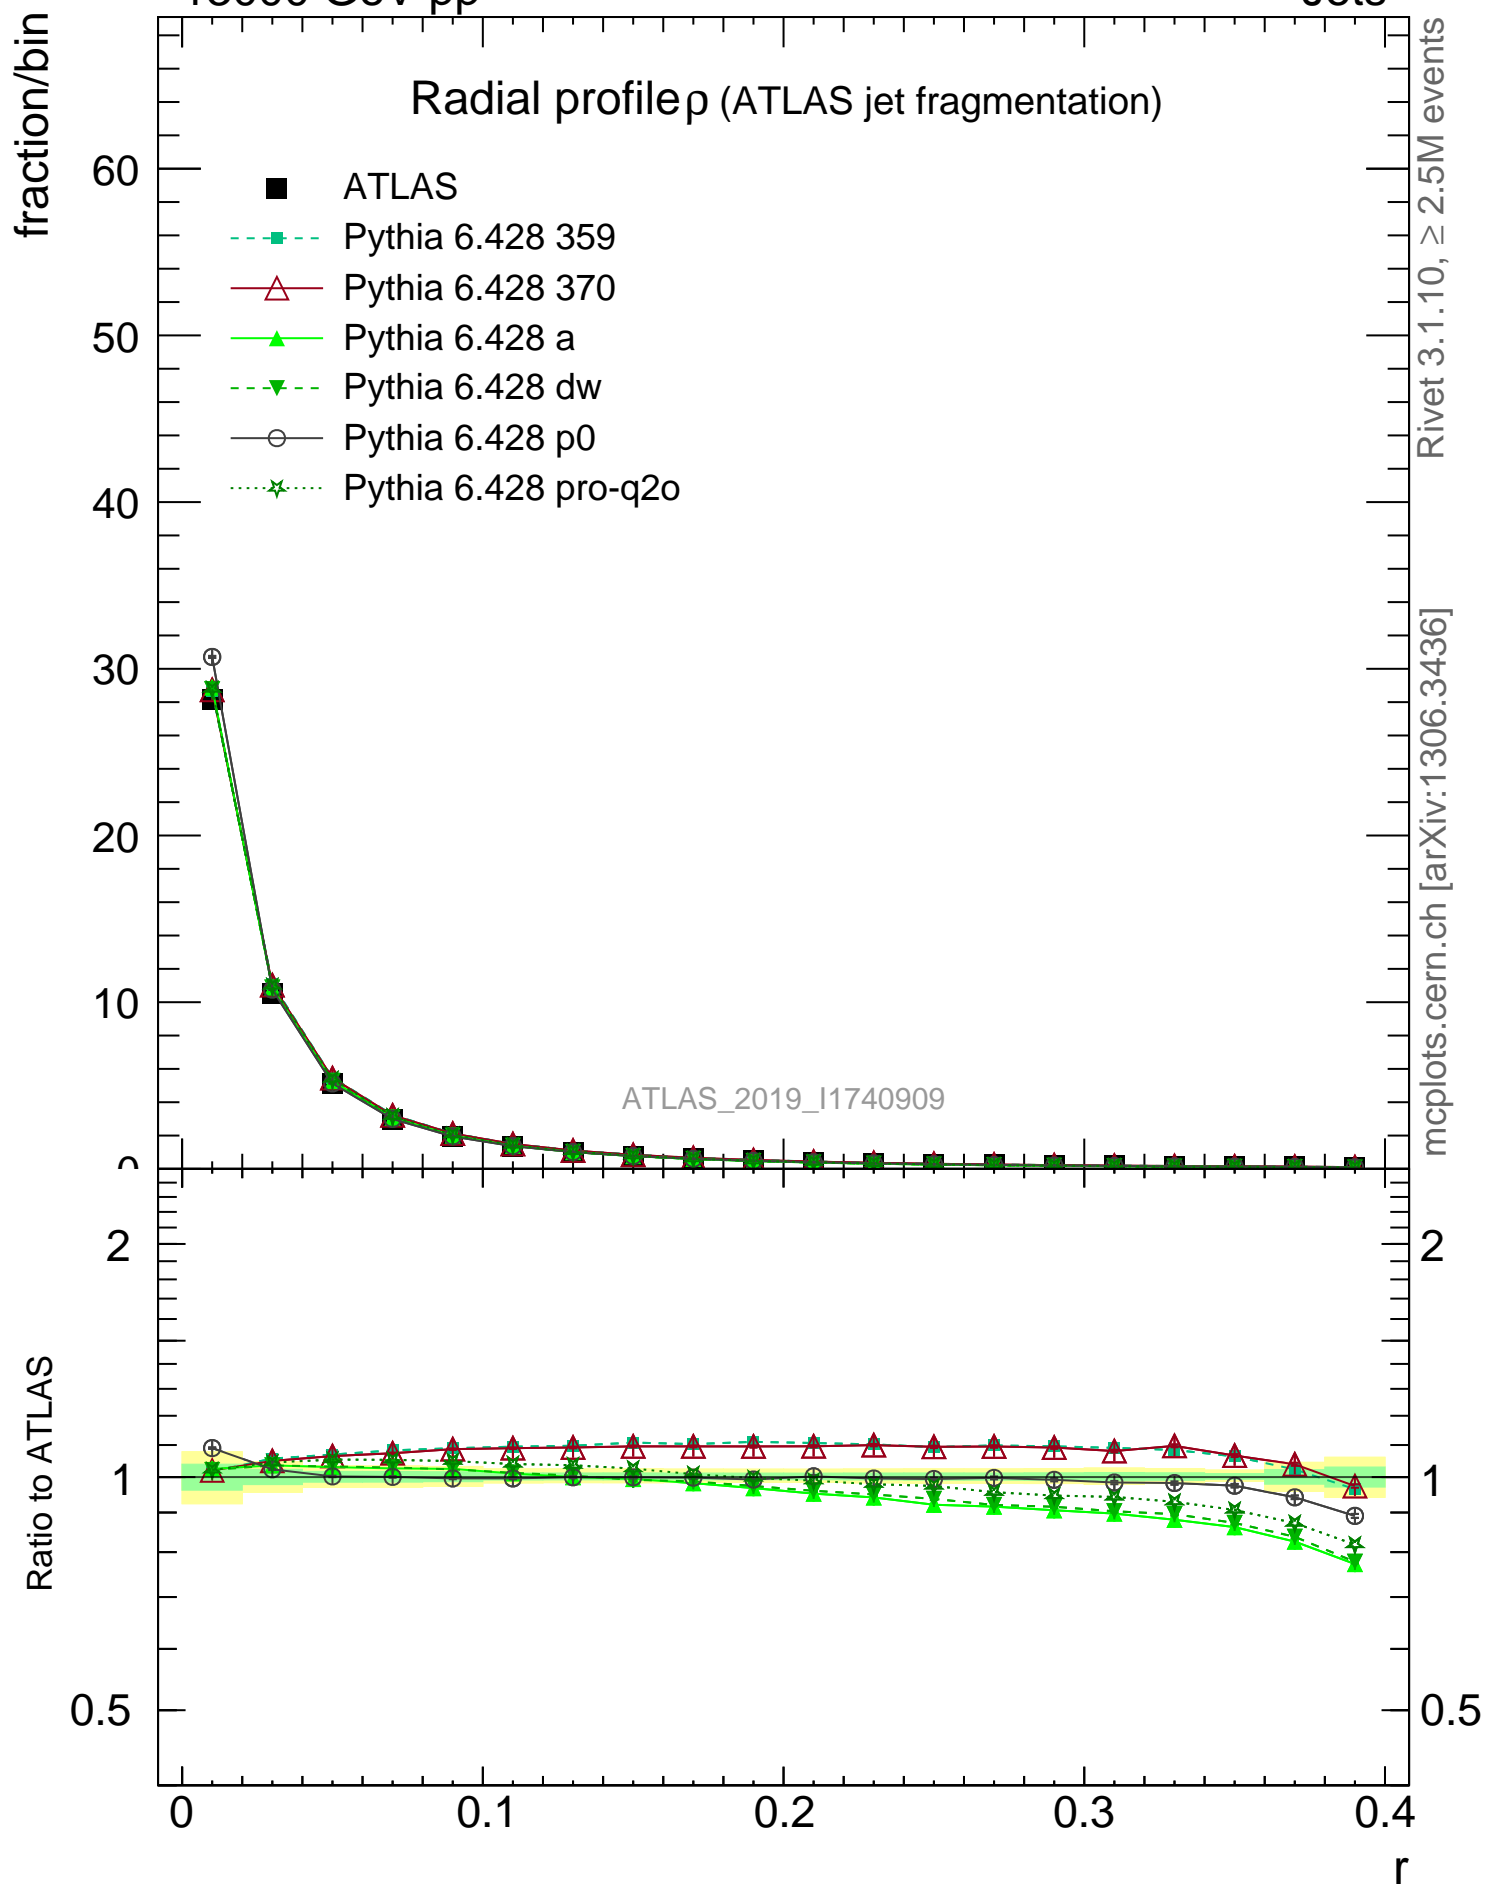 fraction/bin
Radial profile ρ (ATLAS jet fragmentation)
ATLAS
Pythia 6.428 359
Pythia 6.428 370
Pythia 6.428 a
Pythia 6.428 dw
Pythia 6.428 p0
Pythia 6.428 pro-q2o
60
50
40
30
20
10
0
ATLAS_2019_I1740909
Rivet 3.1.10, ≥ 2.5M events
mcplots.cern.ch [arXiv:1306.3436]
Ratio to ATLAS
2
1
0.5
2
1
0.5
0
0.1
0.2
0.3
0.4
r